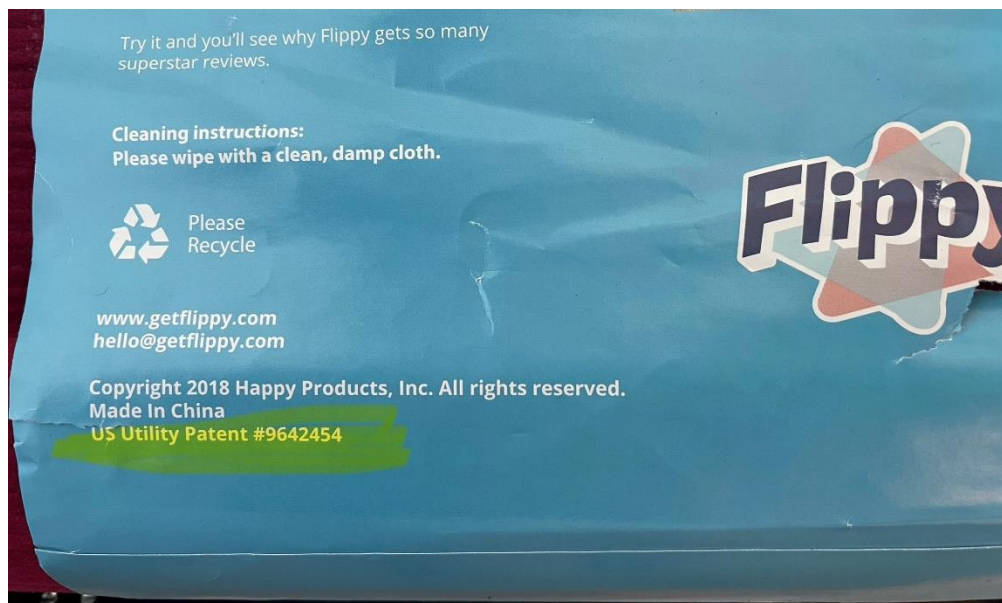 Try it and you'll see why Flippy gets so many
superstar reviews.
Cleaning instructions:
Please wipe with a clean, damp cloth.
Please
Recycle
Flippy
www.getflippy.com
hello@getflippy.com
Copyright 2018 Happy Products, Inc. All rights reserved.
Made In China
US Utility Patent #9642454